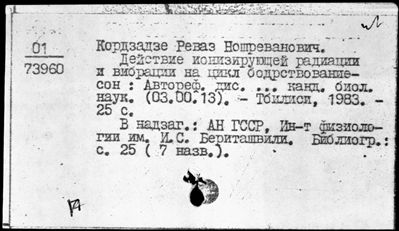 01
73960
Кордзадзе Реваз Ношреванович.
Действие ионизирующей радиации
и вибрации на цикл бодрствование-
сон : Автореф. дис. ... канд. биол.
наук. (03.00.13). - Тбилиси, 1983. -
25 с.
В надзаг.: АН ГССР, Ин-т физиоло-
гии им. И.С. Бериташвили. Библиогр.:
с. 25 ( 7 назв.).